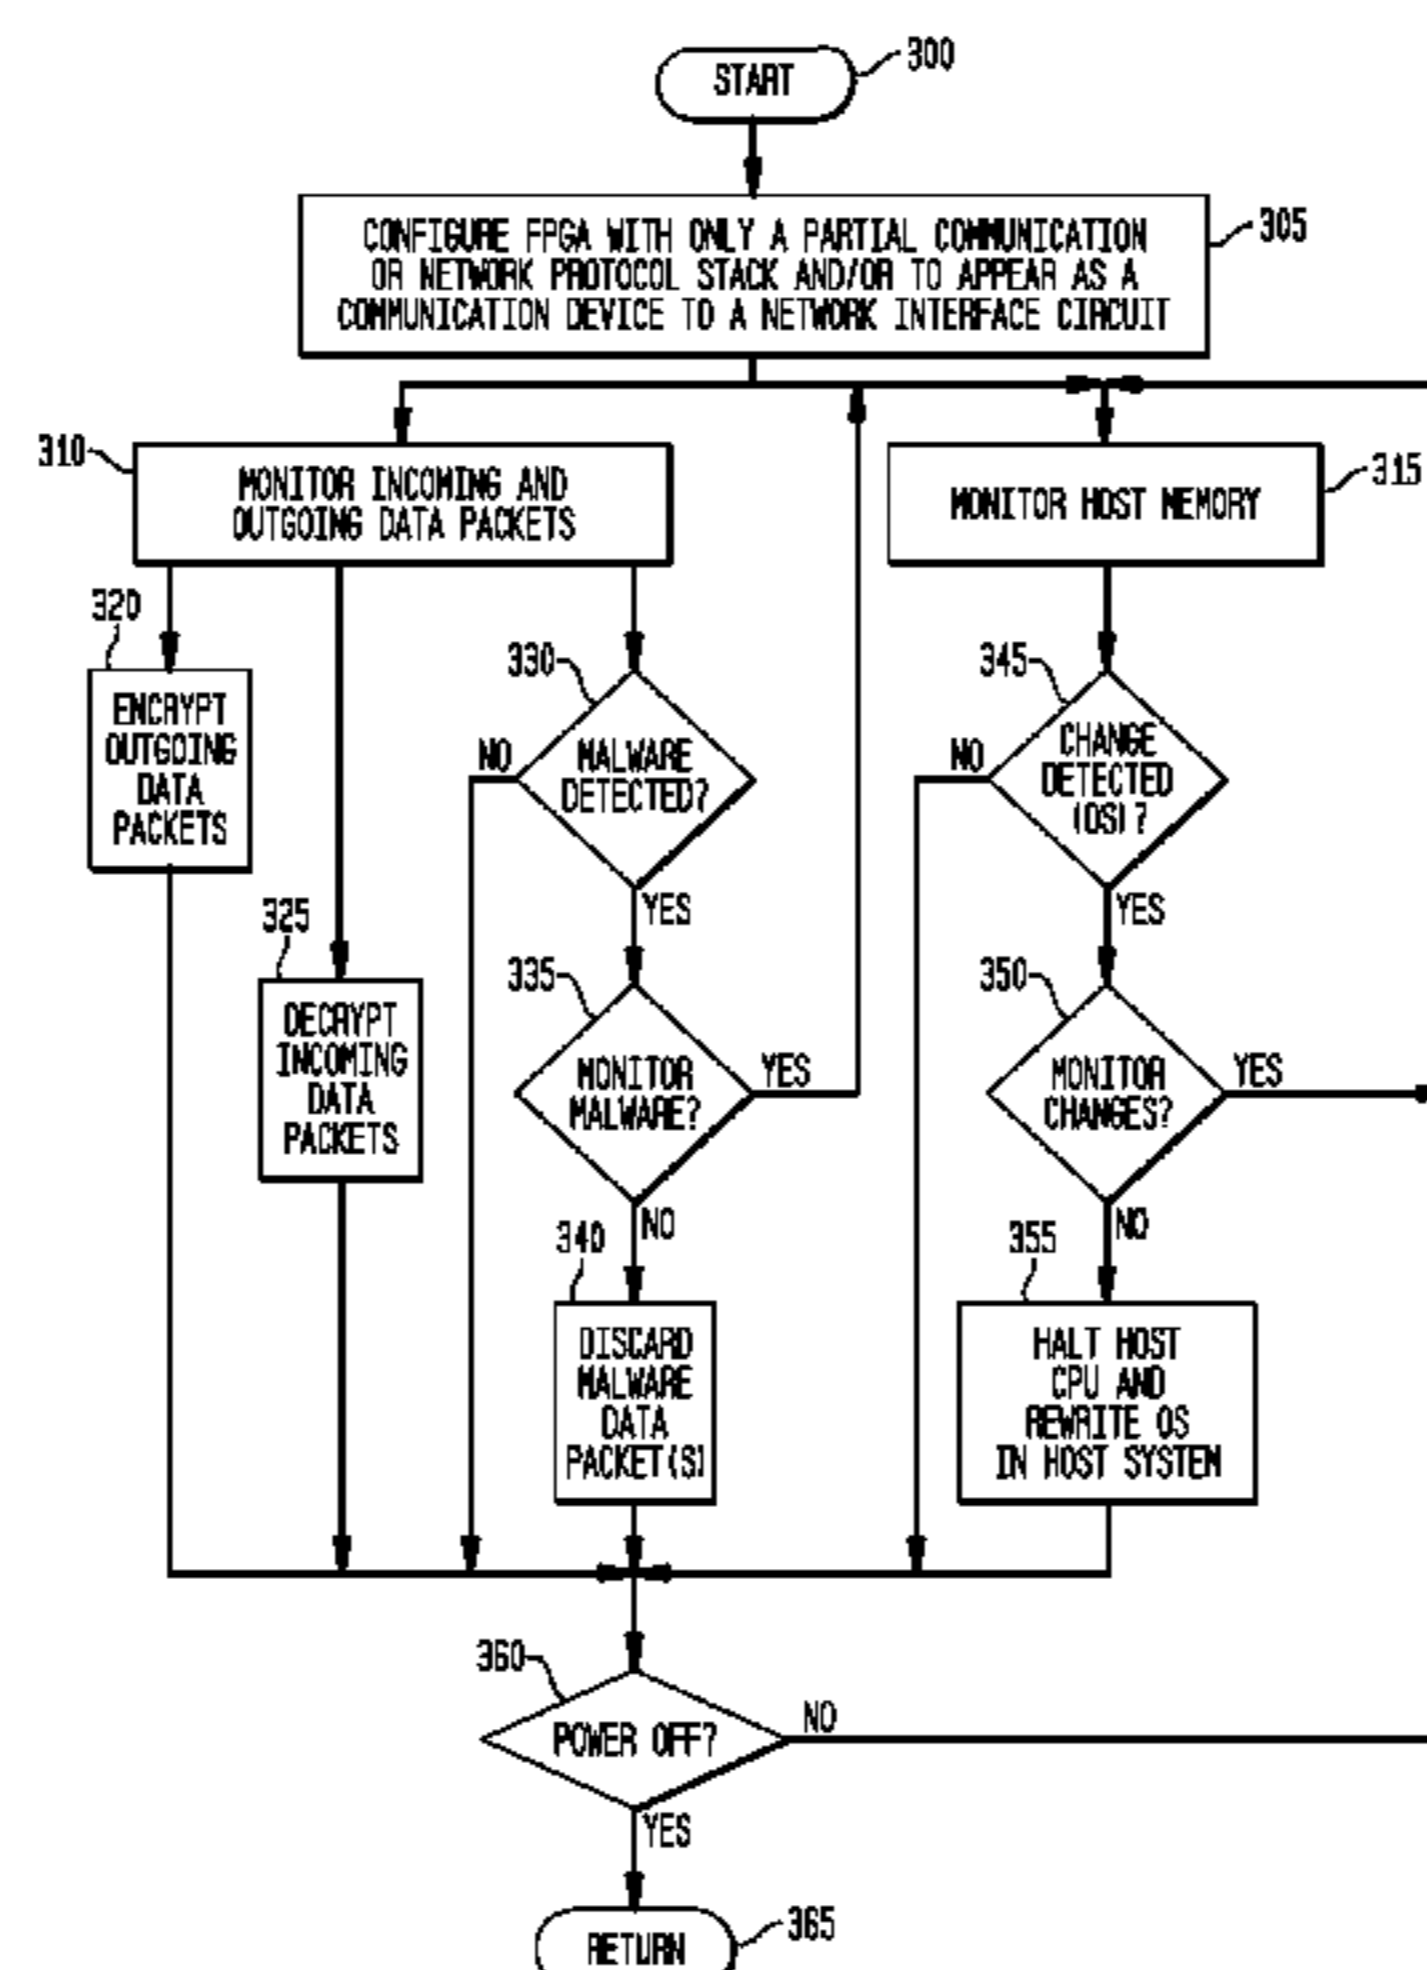 300
START
305
CONFIGURE FPGA WITH ONLY A PARTIAL COMMUNICATION
OR NETWORK PROTOCOL STACK AND/OR TO APPEAR AS A
COMMUNICATION DEVICE TO A NETWORK INTERFACE CIRCUIT
310
MONITOR INCOMING AND
OUTGOING DATA PACKETS
315
MONITOR HOST MEMORY
320
ENCRYPT
OUTGOING
DATA
PACKETS
325
DECRYPT
INCOMING
DATA
PACKETS
330
NO
MALWARE
DETECTED?
YES
335
MONITOR
MALWARE?
YES
NO
340
DISCARD
MALWARE
DATA
PACKET(S)
345
NO
CHANGE
DETECTED
(OS)?
YES
350
MONITOR
CHANGES?
YES
NO
355
HALT HOST
CPU AND
REWRITE OS
IN HOST SYSTEM
360
POWER OFF?
NO
YES
365
RETURN